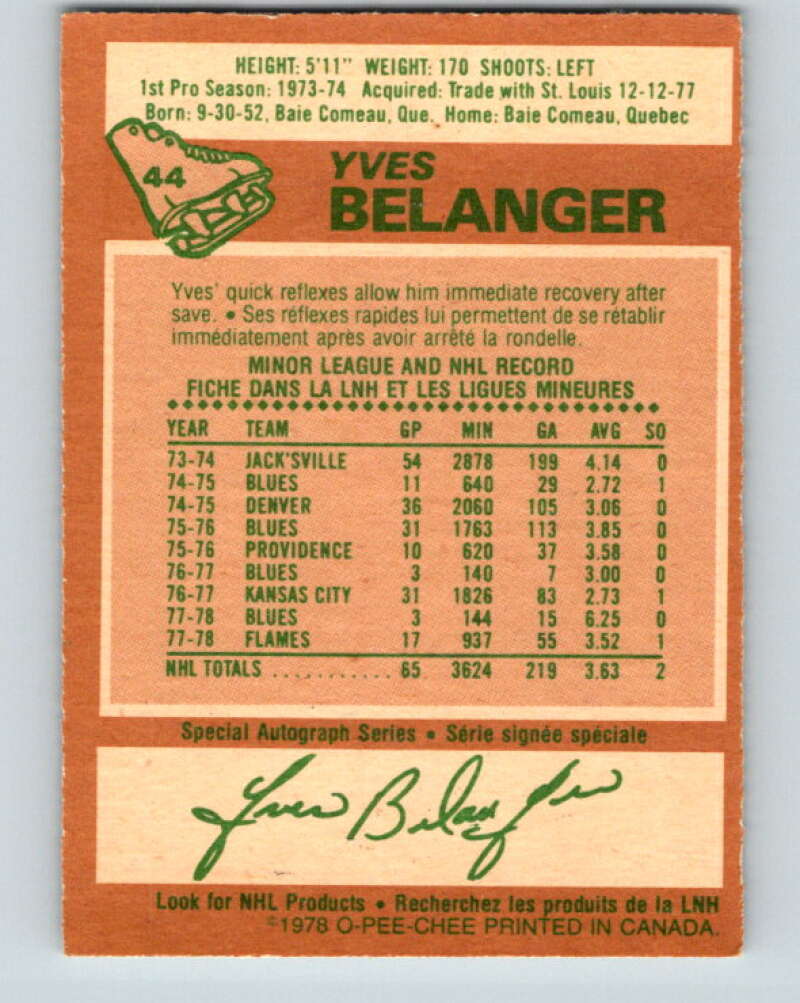 HEIGHT: 5'11" WEIGHT: 170 SHOOTS: LEFT
1st Pro Season: 1973-74 Acquired: Trade with St. Louis 12-12-77
Born: 9-30-52, Baie Comeau, Que. Home: Baie Comeau, Quebec
44
YVES
BELANGER
Yves' quick reflexes allow him immediate recovery after
save. • Ses réflexes rapides lui permettent de se rétablir
immédiatement après avoir arrêté la rondelle.
MINOR LEAGUE AND NHL RECORD
FICHE DANS LA LNH ET LES LIGUES MINEURES
YEAR TEAM GP MIN GA AVG SO
73-74 JACK'SVILLE 54 2878 199 4.14 0
74-75 BLUES 11 640 29 2.72 1
74-75 DENVER 36 2060 105 3.06 0
75-76 BLUES 31 1763 113 3.85 0
75-76 PROVIDENCE 10 620 37 3.58 0
76-77 BLUES 3 140 7 3.00 0
76-77 KANSAS CITY 31 1826 83 2.73 1
77-78 BLUES 3 144 15 6.25 0
77-78 FLAMES 17 937 55 3.52 1
NHL TOTALS ............ 65 3624 219 3.63 2
Special Autograph Series • Série signée spéciale
Yves Belanger
Look for NHL Products • Recherchez les produits de la LNH
©1978 O-PEE-CHEE PRINTED IN CANADA.